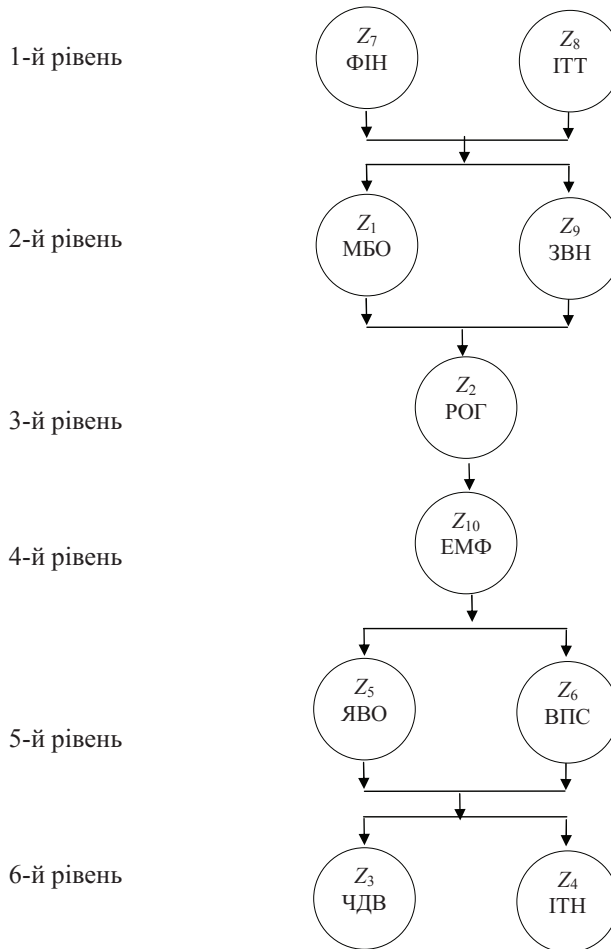 1-й рівень
Z7
ФІН
Z8
ІТТ
2-й рівень
Z1
МБО
Z9
ЗВН
3-й рівень
Z2
РОГ
4-й рівень
Z10
ЕМФ
5-й рівень
Z5
ЯВО
Z6
ВПС
6-й рівень
Z3
ЧДВ
Z4
ІТН